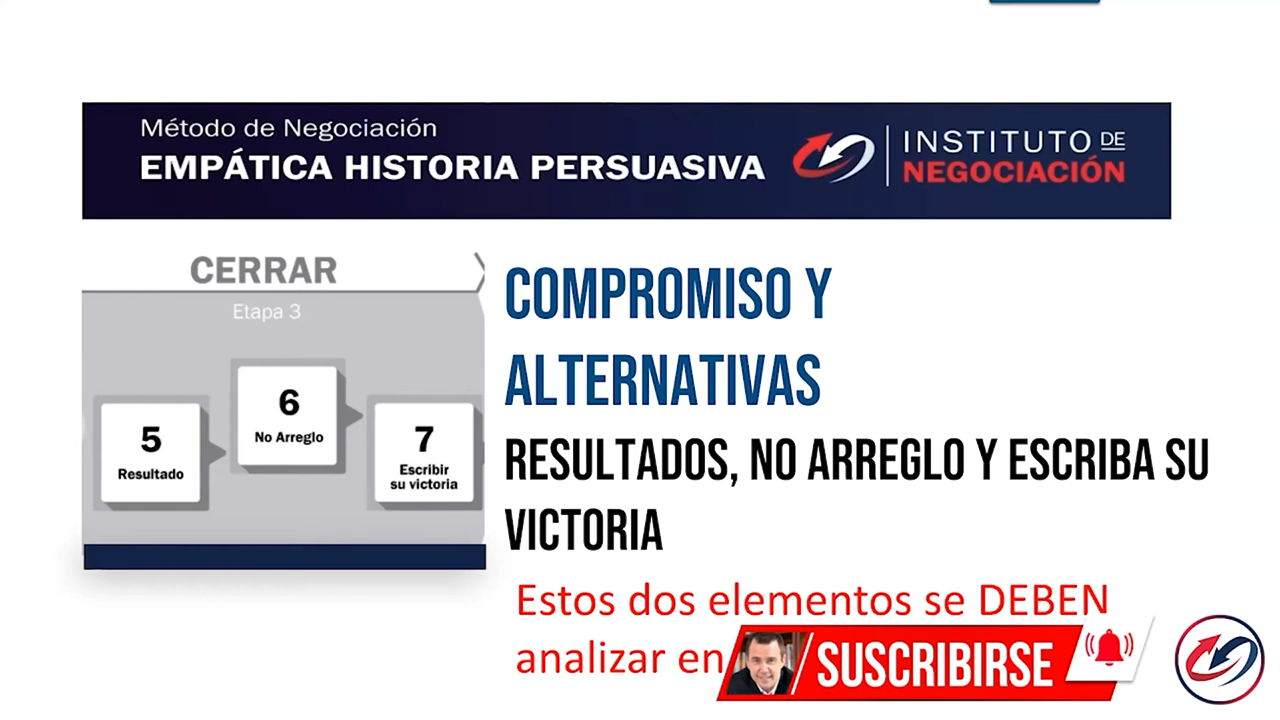 Método de Negociación
EMPÁTICA HISTORIA PERSUASIVA
INSTITUTO DE
NEGOCIACIÓN
CERRAR
Etapa 3
5
Resultado
6
No Arreglo
7
Escribir
su victoria
COMPROMISO Y
ALTERNATIVAS
RESULTADOS, NO ARREGLO Y ESCRIBA SU
VICTORIA
Estos dos elementos se DEBEN
analizar en
SUSCRIBIRSE